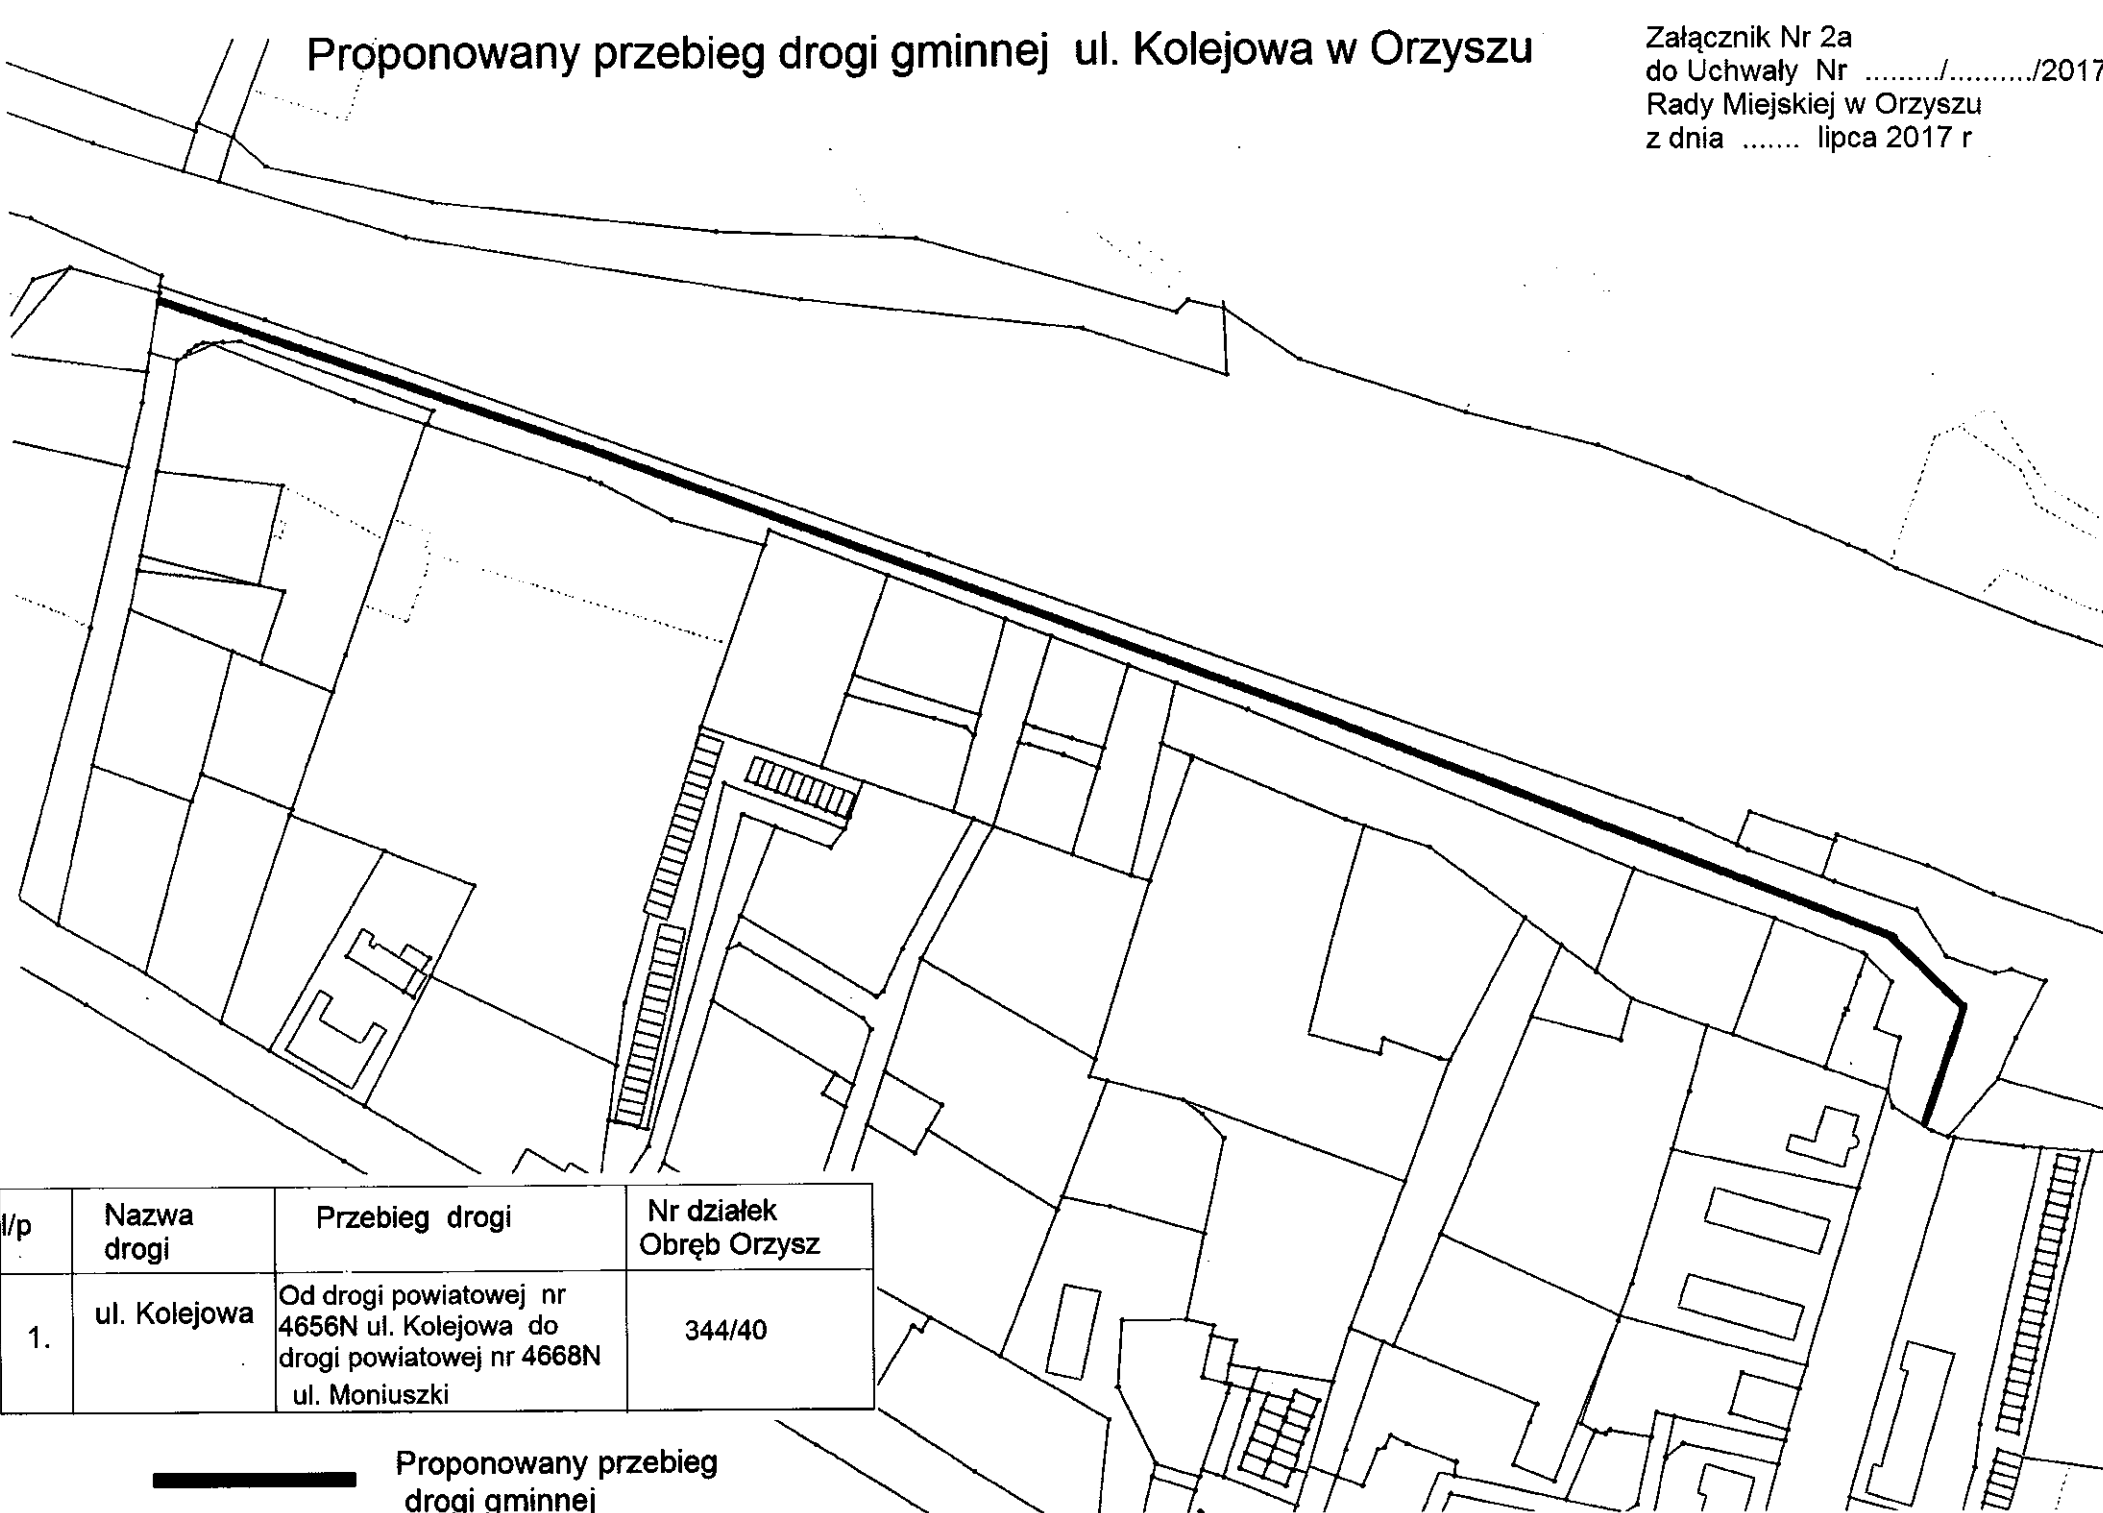 Proponowany przebieg drogi gminnej ul. Kolejowa w Orzyszu
Załącznik Nr 2a
do Uchwały Nr ........./........../2017
Rady Miejskiej w Orzyszu
z dnia ....... lipca 2017 r
l/p
Nazwa
drogi
Przebieg drogi
Nr działek
Obręb Orzysz
1.
ul. Kolejowa
Od drogi powiatowej nr
4656N ul. Kolejowa do
drogi powiatowej nr 4668N
ul. Moniuszki
344/40
Proponowany przebieg
drogi gminnej